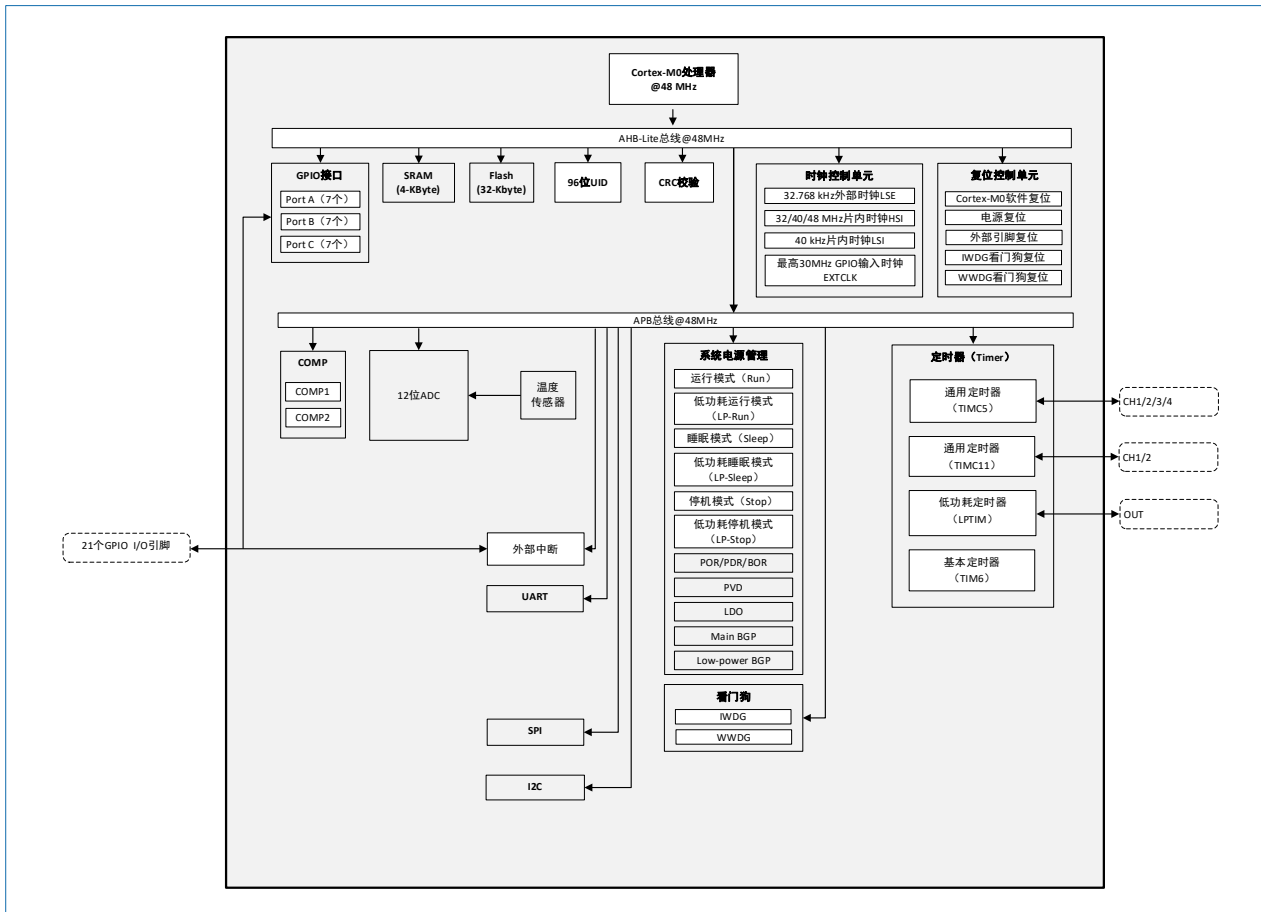 Cortex-M0处理器
@48 MHz
AHB-Lite总线@48MHz
GPIO接口
Port A（7个）
Port B（7个）
Port C（7个）
SRAM
(4-KByte)
Flash
(32-Kbyte)
96位UID
CRC校验
时钟控制单元
32.768 kHz外部时钟LSE
32/40/48 MHz片内时钟HSI
40 kHz片内时钟LSI
最高30MHz GPIO输入时钟
EXTCLK
复位控制单元
Cortex-M0软件复位
电源复位
外部引脚复位
IWDG看门狗复位
WWDG看门狗复位
APB总线@48MHz
COMP
COMP1
COMP2
12位ADC
温度
传感器
系统电源管理
运行模式（Run）
低功耗运行模式
（LP-Run）
睡眠模式（Sleep）
低功耗睡眠模式
（LP-Sleep）
停机模式（Stop）
低功耗停机模式
（LP-Stop）
POR/PDR/BOR
PVD
LDO
Main BGP
Low-power BGP
看门狗
IWDG
WWDG
定时器（Timer）
通用定时器
（TIMC5）
通用定时器
（TIMC11）
低功耗定时器
（LPTIM）
基本定时器
（TIM6）
CH1/2/3/4
CH1/2
OUT
21个GPIO I/O引脚
外部中断
UART
SPI
I2C